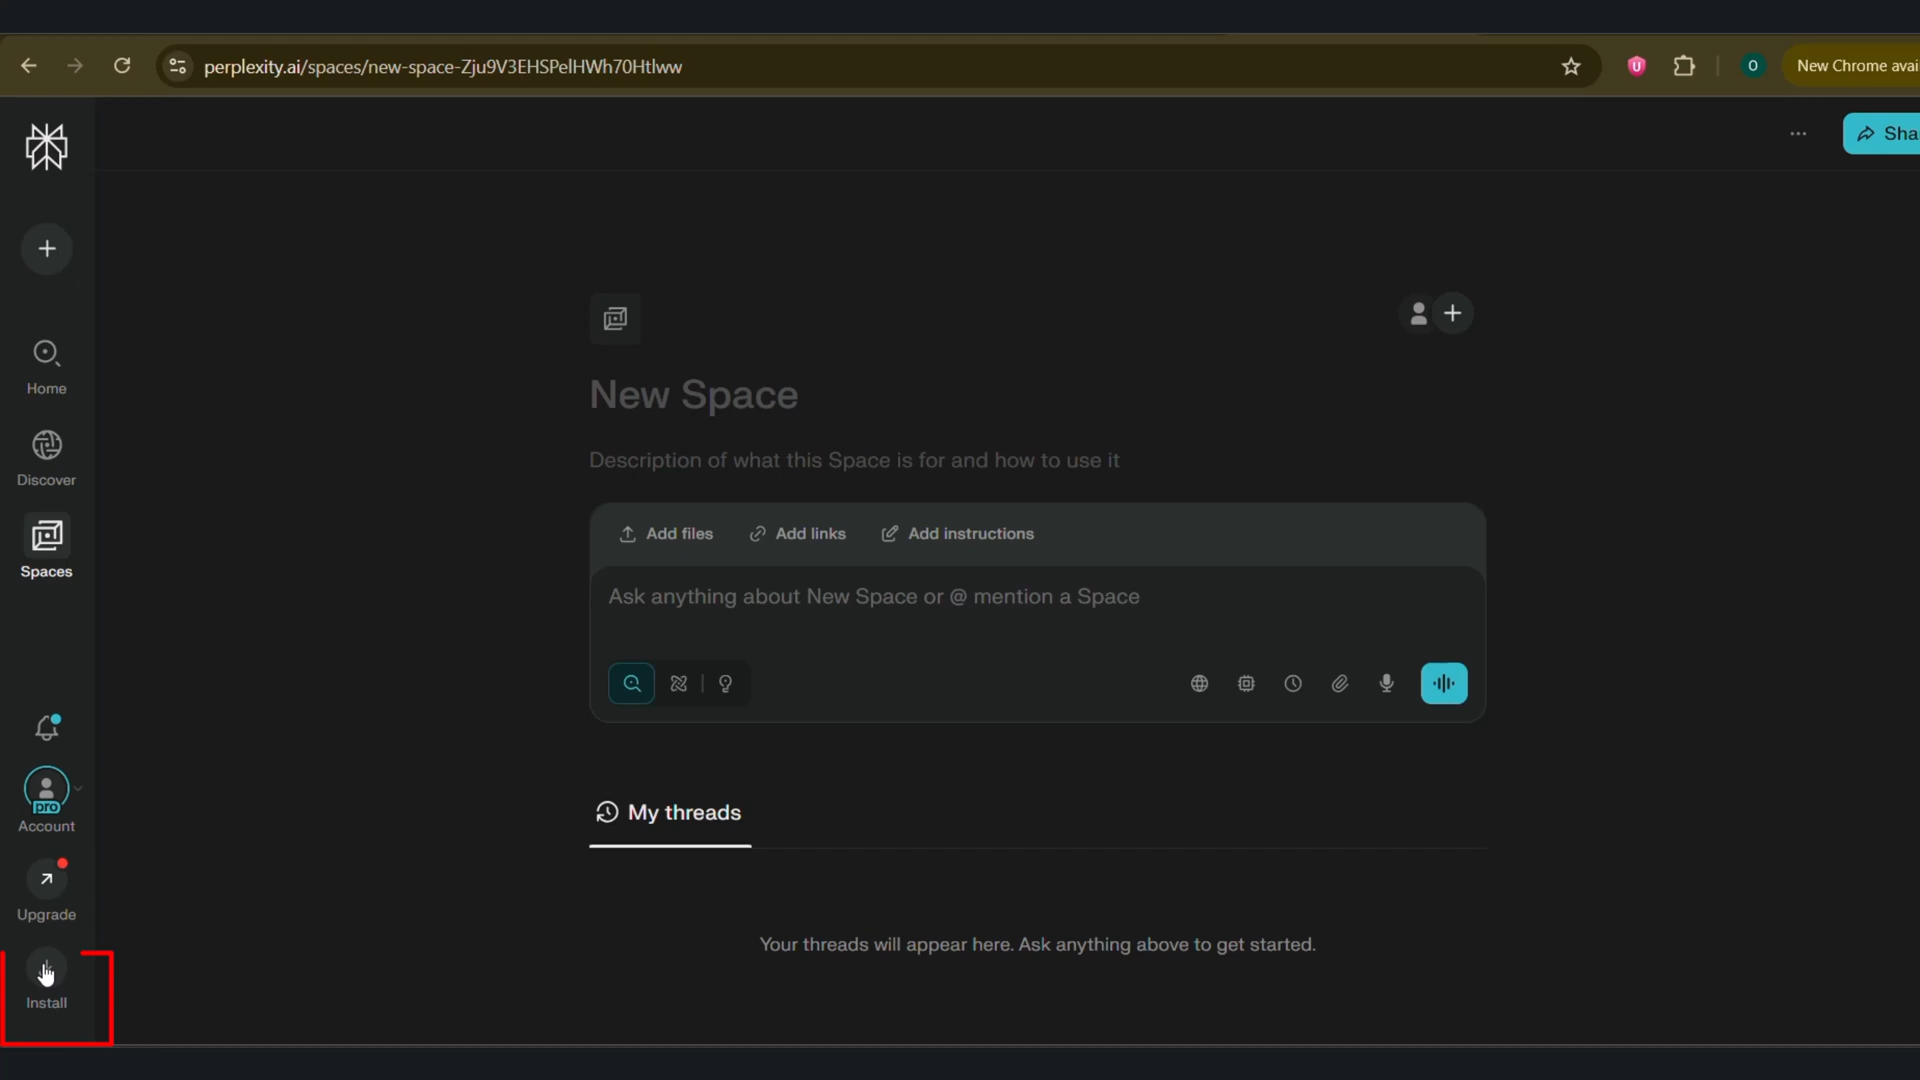 perplexity.ai/spaces/new-space-Zju9V3EHSPelHWh70Htlww
O
New Chrome avai
Sha
Home
Discover
Spaces
pro
Account
Upgrade
Install
New Space
Description of what this Space is for and how to use it
Add files Add links Add instructions
Ask anything about New Space or @ mention a Space
My threads
Your threads will appear here. Ask anything above to get started.